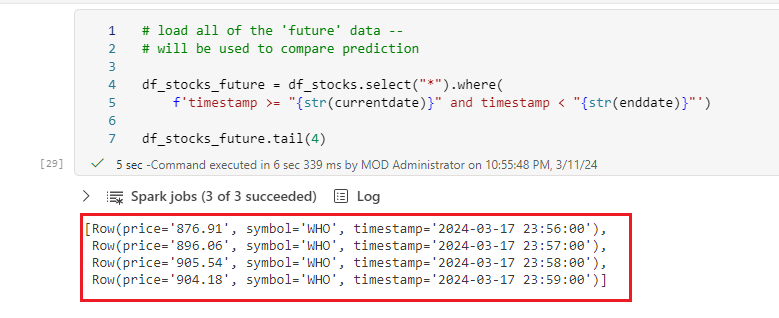 1 # load all of the 'future' data --
2 # will be used to compare prediction
3
4 df_stocks_future = df_stocks.select("*").where(
5 f'timestamp >= "{str(currentdate)}" and timestamp < "{str(enddate)}"')
6
7 df_stocks_future.tail(4)
[29] 5 sec -Command executed in 6 sec 339 ms by MOD Administrator on 10:55:48 PM, 3/11/24
Spark jobs (3 of 3 succeeded) Log
[Row(price='876.91', symbol='WHO', timestamp='2024-03-17 23:56:00'),
Row(price='896.06', symbol='WHO', timestamp='2024-03-17 23:57:00'),
Row(price='905.54', symbol='WHO', timestamp='2024-03-17 23:58:00'),
Row(price='904.18', symbol='WHO', timestamp='2024-03-17 23:59:00')]